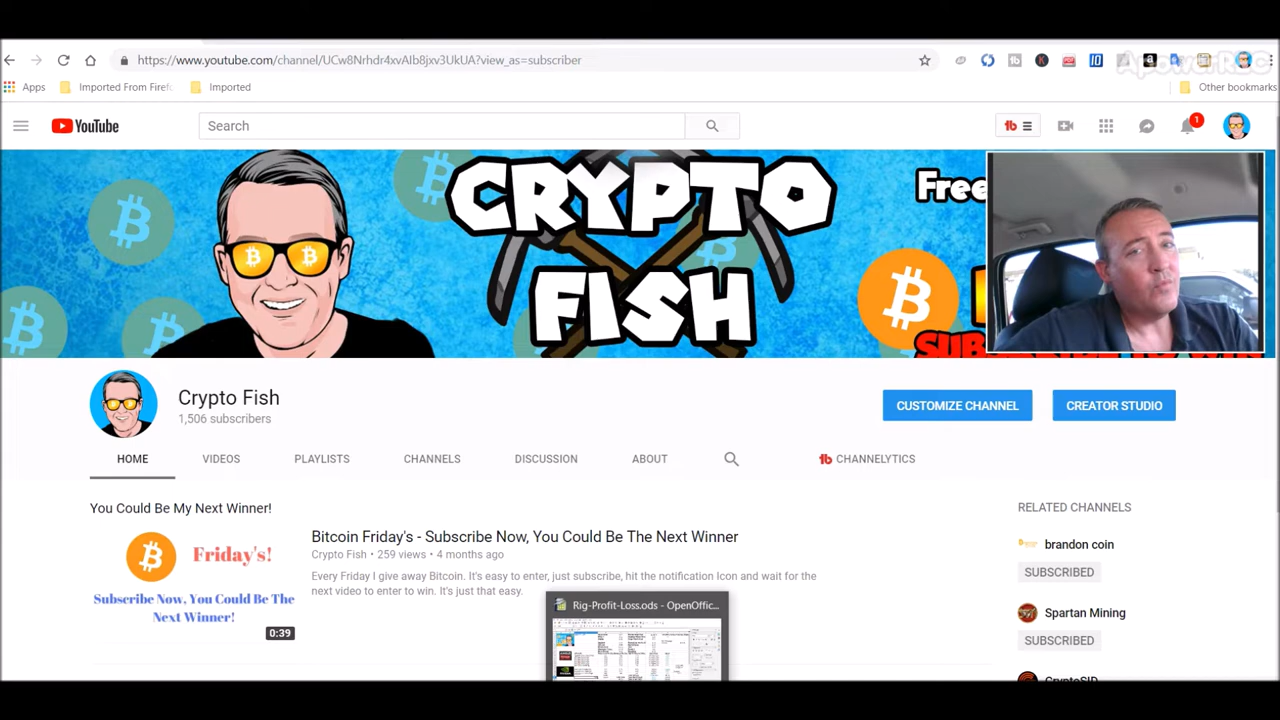 ApowerREC
https://www.youtube.com/channel/UCw8Nrhdr4xvAIb8jxv3UkUA?view_as=subscriber
Apps
Imported From Firef
Imported
Other bookmarks
YouTube
Search
1
CRYPTO
FISH
Free
Crypto Fish
1,506 subscribers
CUSTOMIZE CHANNEL
CREATOR STUDIO
HOME
VIDEOS
PLAYLISTS
CHANNELS
DISCUSSION
ABOUT
tb CHANNELYTICS
You Could Be My Next Winner!
Friday's!
Subscribe Now, You Could Be The
Next Winner!
0:39
Bitcoin Friday's - Subscribe Now, You Could Be The Next Winner
Crypto Fish • 259 views • 4 months ago
Every Friday I give away Bitcoin. It's easy to enter, just subscribe, hit the notification Icon and wait for the
next video to enter to win. It's just that easy.
Rig-Profit-Loss.ods - OpenOffic...
RELATED CHANNELS
brandon coin
SUBSCRIBED
Spartan Mining
SUBSCRIBED
CryptoSID